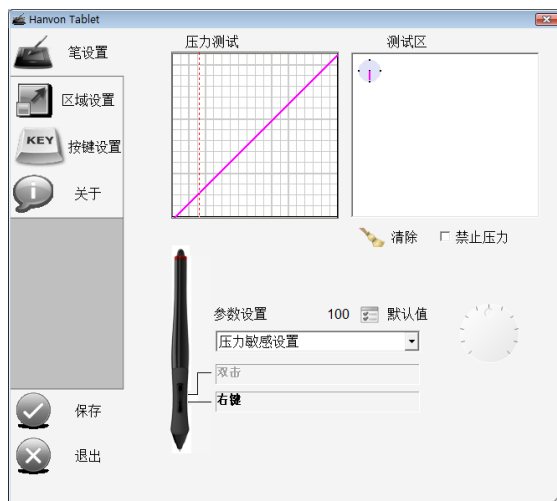 Hanvon Tablet
笔设置
区域设置
KEY
按键设置
关于
压力测试
测试区
清除
禁止压力
参数设置 100 默认值
压力敏感设置
双击
右键
保存
退出